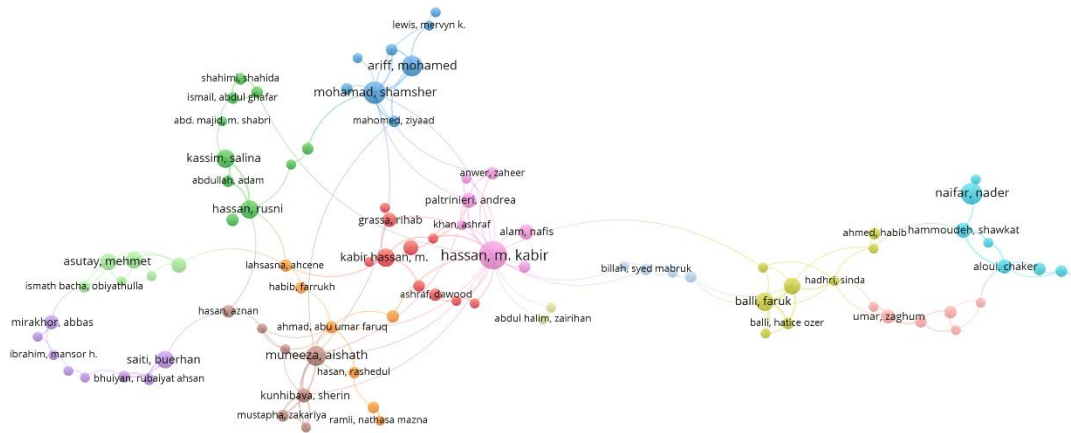 lewis, mervyn k.
ariff, mohamed
shahimi, shahida
mohamad, shamsher
ismail, abdul ghafar
abd. majid, m. shabri
mahomed, ziyaad
kassim, salina
anwer, zaheer
abdullah, adam
naifar, nader
paltrinieri, andrea
hassan, rusni
grassa, rihab
khan, ashraf
alam, nafis
hammoudeh, shawkat
ahmed, habib
asutay, mehmet
lahsasna, ahcene
kabir hassan, m.
hassan, m. kabir
billah, syed mabruk
aloui, chaker
hadhri, sinda
ismath bacha, obiyathulla
habib, farrukh
ashraf, dawood
balli, faruk
hasan, aznan
abdul halim, zairihan
umar, zaghum
mirakhor, abbas
ahmad, abu umar faruq
balli, hatice ozer
ibrahim, mansor h.
saiti, buerhan
muneeza, aishath
hasan, rashedul
bhuiyan, rubaiyat ahsan
kunhibava, sherin
mustapha, zakariya
ramli, nathasa mazna